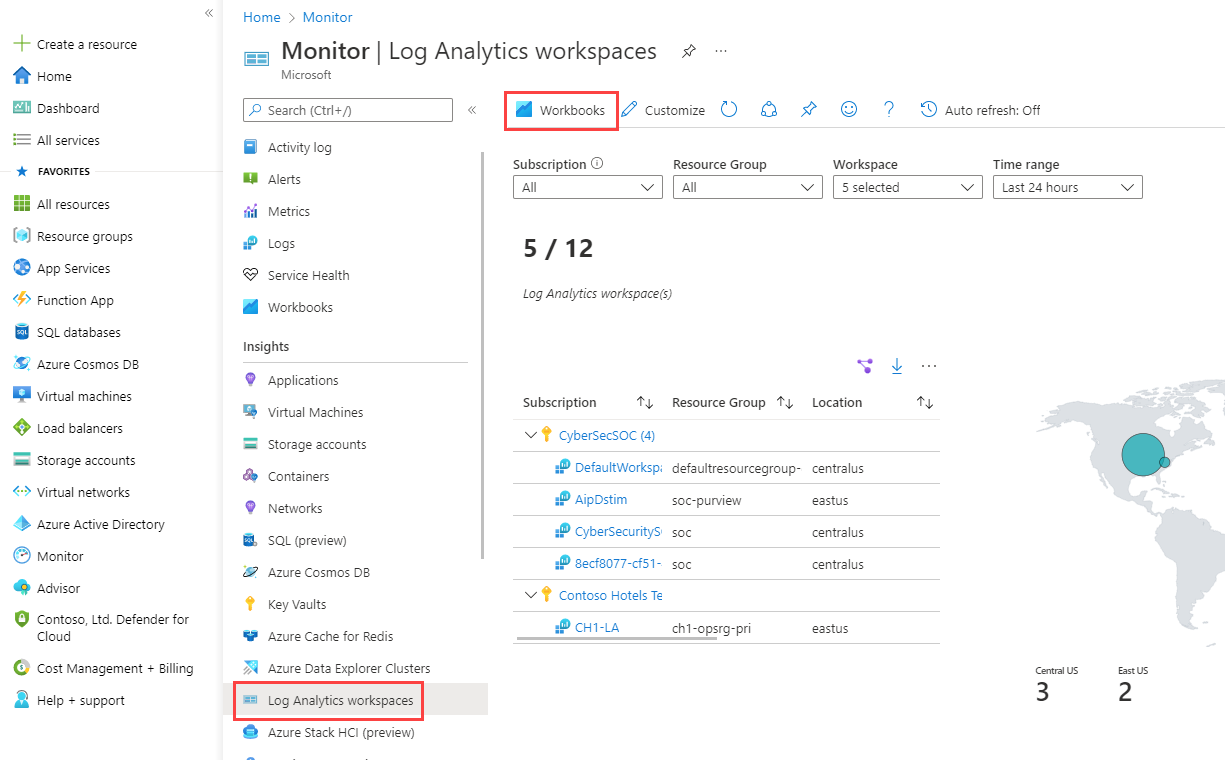 «
Create a resource
Home
Dashboard
All services
FAVORITES
All resources
Resource groups
App Services
Function App
SQL databases
Azure Cosmos DB
Virtual machines
Load balancers
Storage accounts
Virtual networks
Azure Active Directory
Monitor
Advisor
Contoso, Ltd. Defender for
Cloud
Cost Management + Billing
Help + support
Home > Monitor
Monitor | Log Analytics workspaces
...
Microsoft
Search (Ctrl+/)
«
Activity log
Alerts
Metrics
Logs
Service Health
Workbooks
Insights
Applications
Virtual Machines
Storage accounts
Containers
Networks
SQL (preview)
Azure Cosmos DB
Key Vaults
Azure Cache for Redis
Azure Data Explorer Clusters
Log Analytics workspaces
Azure Stack HCI (preview)
Workbooks Customize ? Auto refresh: Off
Subscription Resource Group Workspace Time range
All All 5 selected Last 24 hours
5 / 12
Log Analytics workspace(s)
...
Subscription Resource Group Location
CyberSecSOC (4)
DefaultWorkspa defaultresourcegroup- centralus
AipDstim soc-purview eastus
CyberSecurityS soc centralus
8ecf8077-cf51- soc centralus
Contoso Hotels Te
CH1-LA ch1-opsrg-pri eastus
Central US East US
3 2